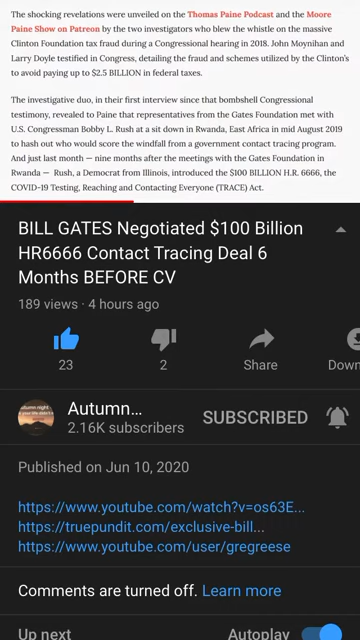 The shocking revelations were unveiled on the Thomas Paine Podcast and the Moore
Paine Show on Patreon by the two investigators who blew the whistle on the massive
Clinton Foundation tax fraud during a Congressional hearing in 2018. John Moynihan and
Larry Doyle testified in Congress, detailing the fraud and schemes utilized by the Clinton's
to avoid paying up to $2.5 BILLION in federal taxes.
The investigative duo, in their first interview since that bombshell Congressional
testimony, revealed to Paine that representatives from the Gates Foundation met with
U.S. Congressman Bobby L. Rush at a sit down in Rwanda, East Africa in mid August 2019
to hash out who would score the windfall from a government contact tracing program.
And just last month — nine months after the meetings with the Gates Foundation in
Rwanda — Rush, a Democrat from Illinois, introduced the $100 BILLION H.R. 6666, the
COVID-19 Testing, Reaching and Contacting Everyone (TRACE) Act.
BILL GATES Negotiated $100 Billion
HR6666 Contact Tracing Deal 6
Months BEFORE CV
189 views · 4 hours ago
23
2
Share
Down
Autumn...
2.16K subscribers
SUBSCRIBED
Published on Jun 10, 2020
https://www.youtube.com/watch?v=os63E...
https://truepundit.com/exclusive-bill...
https://www.youtube.com/user/gregreese
Comments are turned off. Learn more
Up next
Autoplay